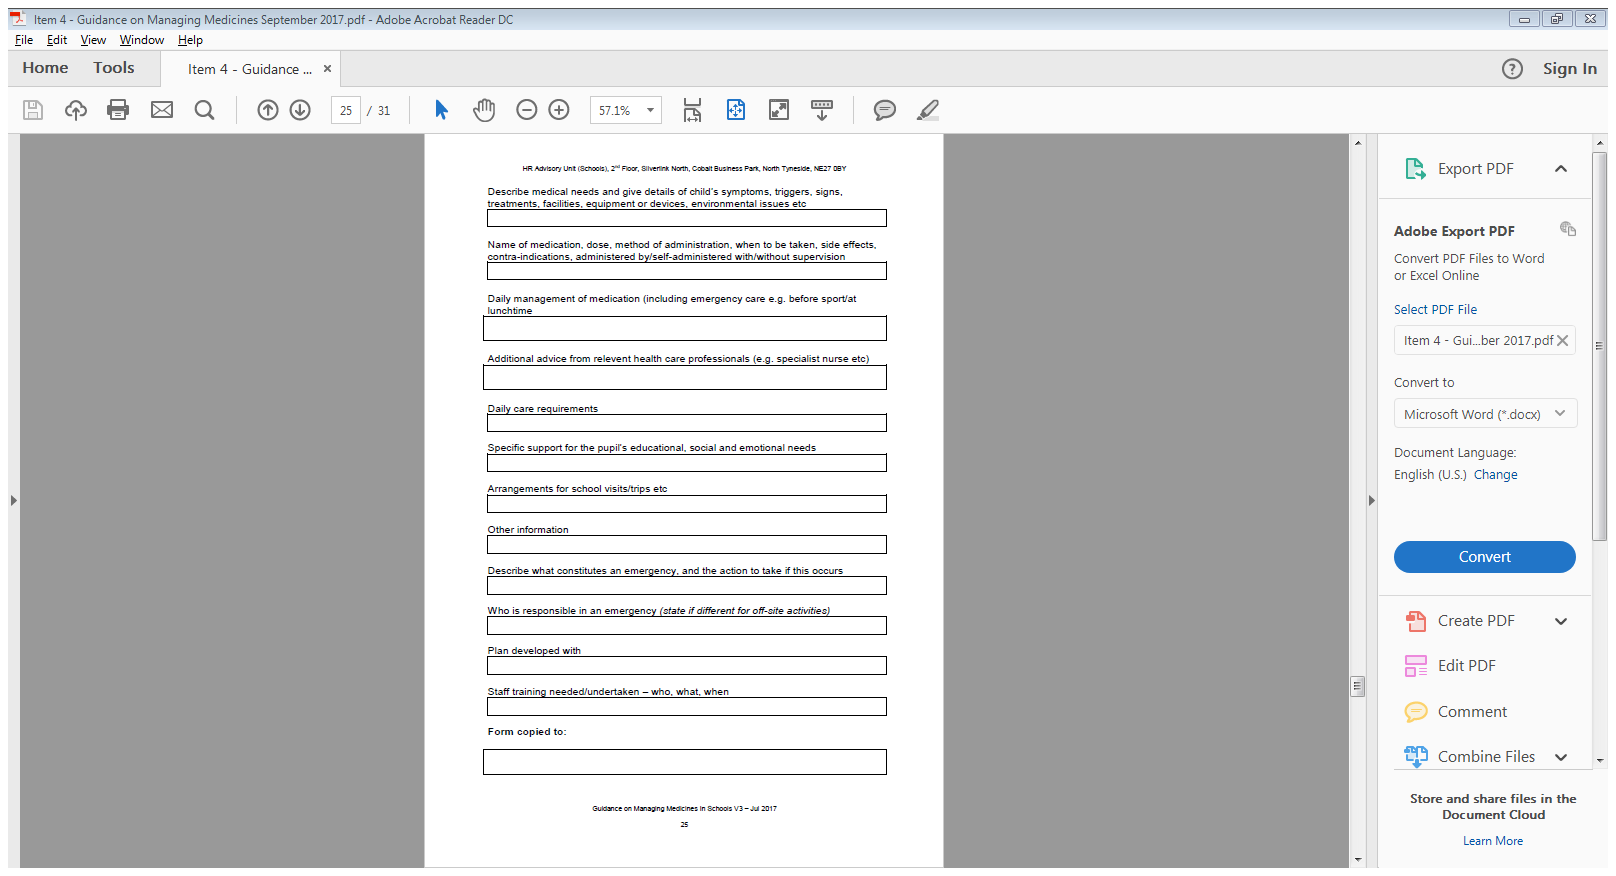 Item 4 - Guidance on Managing Medicines September 2017.pdf - Adobe Acrobat Reader DC
File Edit View Window Help
Home Tools Item 4 - Guidance ... × ? Sign In
25 / 31 57.1%
HR Advisory Unit (Schools), 2nd Floor, Silverlink North, Cobalt Business Park, North Tyneside, NE27 0BY
Describe medical needs and give details of child's symptoms, triggers, signs,
treatments, facilities, equipment or devices, environmental issues etc
Name of medication, dose, method of administration, when to be taken, side effects,
contra-indications, administered by/self-administered with/without supervision
Daily management of medication (including emergency care e.g. before sport/at
lunchtime
Additional advice from relevent health care professionals (e.g. specialist nurse etc)
Daily care requirements
Specific support for the pupil's educational, social and emotional needs
Arrangements for school visits/trips etc
Other information
Describe what constitutes an emergency, and the action to take if this occurs
Who is responsible in an emergency (state if different for off-site activities)
Plan developed with
Staff training needed/undertaken – who, what, when
Form copied to:
Guidance on Managing Medicines in Schools V3 – Jul 2017
25
Export PDF
Adobe Export PDF
Convert PDF Files to Word
or Excel Online
Select PDF File
Item 4 - Gui...ber 2017.pdf
Convert to
Microsoft Word (*.docx)
Document Language:
English (U.S.) Change
Convert
Create PDF
Edit PDF
Comment
Combine Files
Store and share files in the
Document Cloud
Learn More